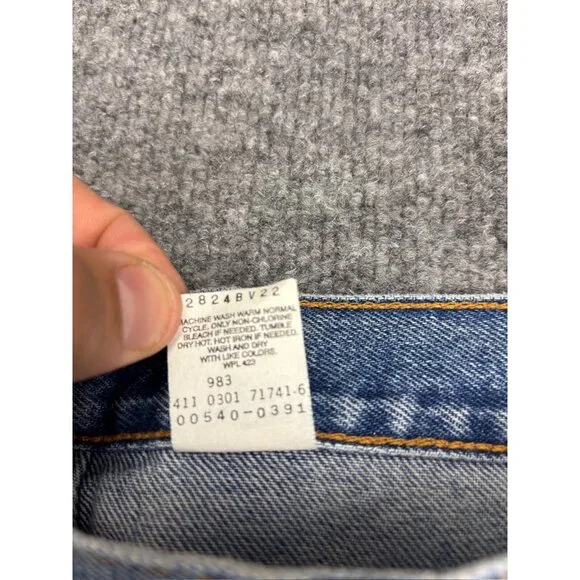 2824BV22
MACHINE WASH WARM NORMAL
CYCLE. ONLY NON-CHLORINE
BLEACH IF NEEDED. TUMBLE
DRY HOT. HOT IRON IF NEEDED.
WASH AND DRY
WITH LIKE COLORS.
WPL 423
983
411 0301 71741-6
00540-0391